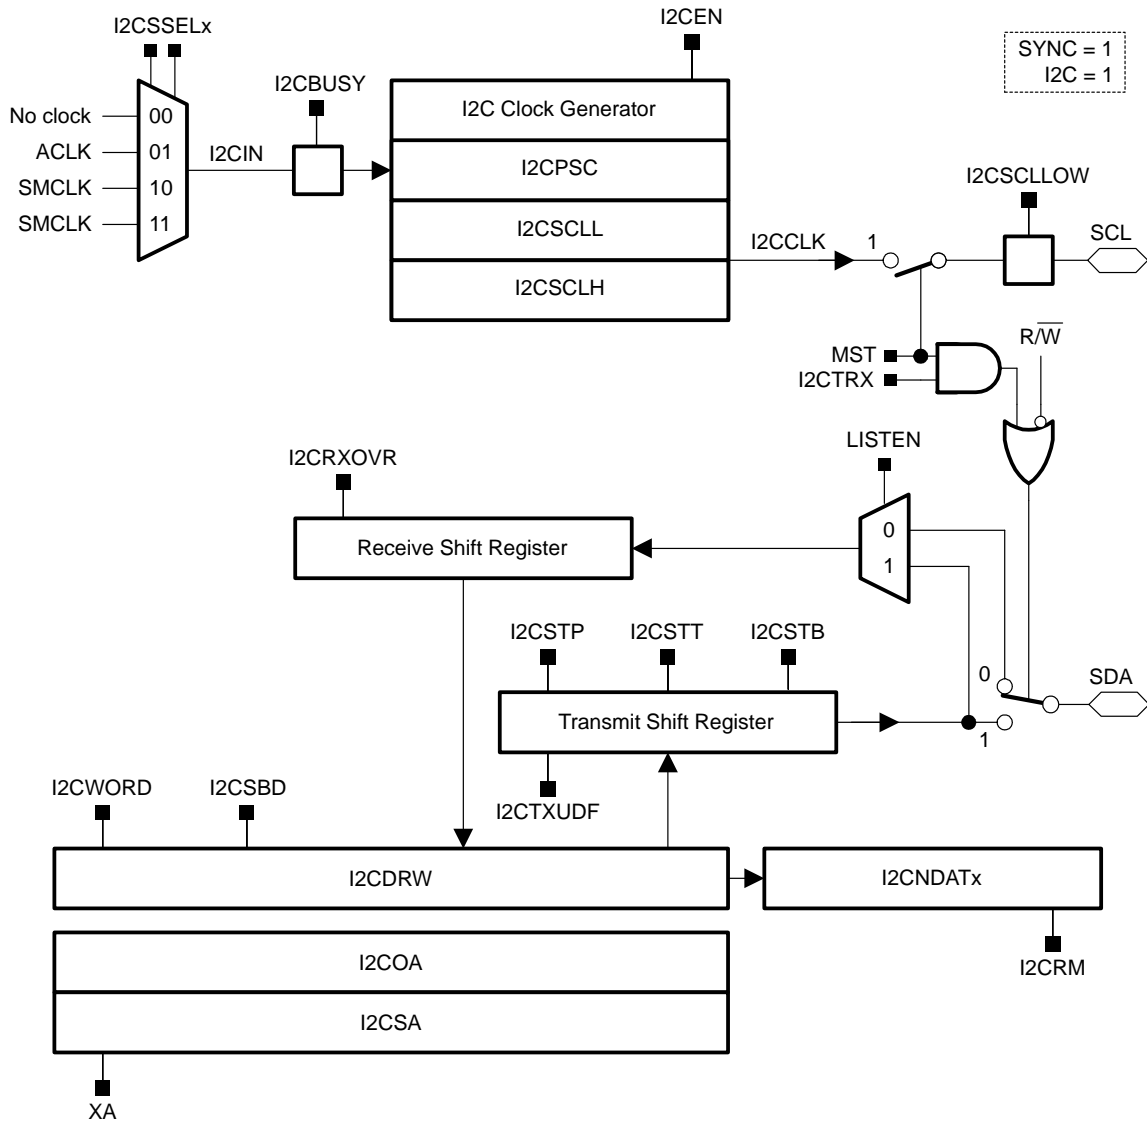 I2CSSELx
I2CEN
SYNC = 1
I2C = 1
I2CBUSY
No clock
00
I2C Clock Generator
ACLK
01
I2CIN
I2CPSC
SMCLK
10
I2CSCLLOW
SMCLK
11
I2CSCLL
I2CCLK
1
SCL
I2CSCLH
R/W̅
MST
I2CTRX
LISTEN
I2CRXOVR
0
Receive Shift Register
1
I2CSTP
I2CSTT
I2CSTB
0
SDA
Transmit Shift Register
1
I2CWORD
I2CSBD
I2CTXUDF
I2CDRW
I2CNDATx
I2COA
I2CRM
I2CSA
XA